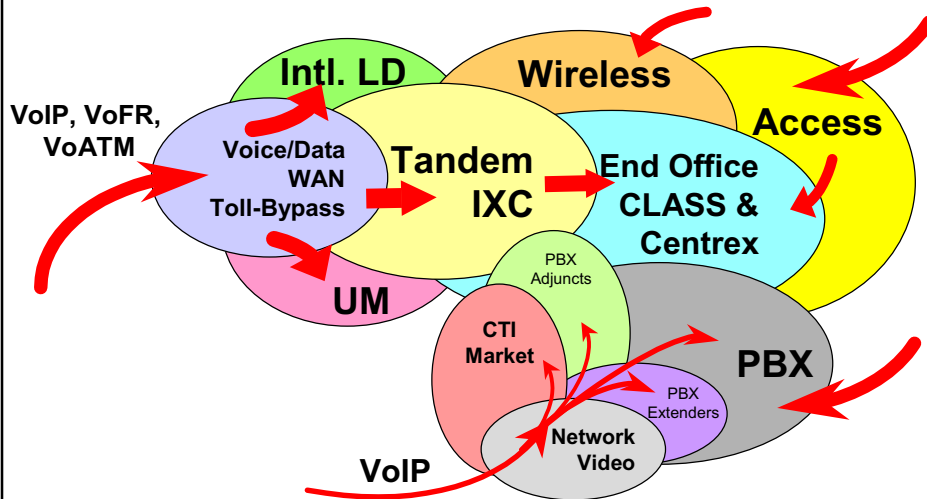 Intl. LD
Wireless
Access
VoIP, VoFR,
VoATM
Voice/Data
WAN
Toll-Bypass
Tandem
IXC
End Office
CLASS &
Centrex
UM
PBX
Adjuncts
CTI
Market
PBX
PBX
Extenders
Network
Video
VoIP